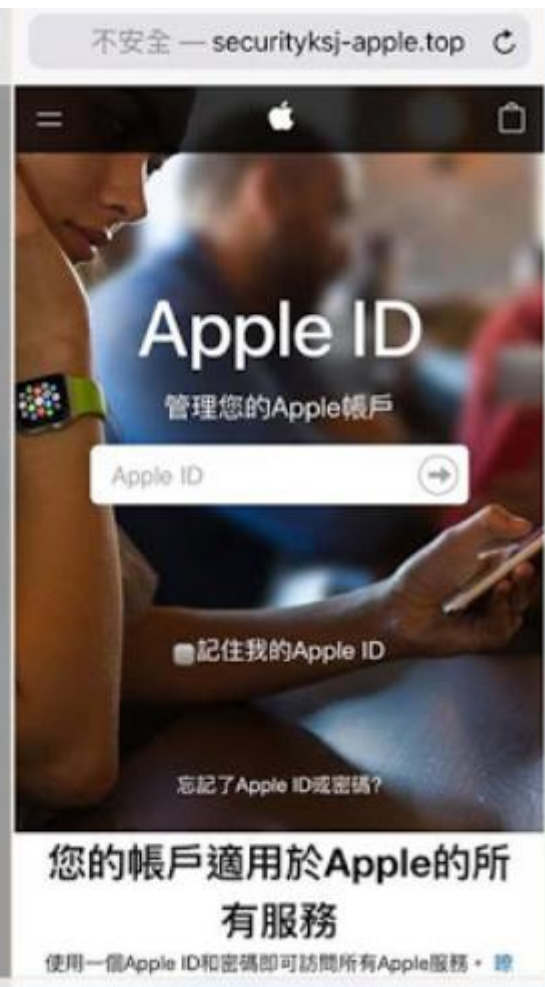 不安全 — securityksj-apple.top
Apple ID
管理您的Apple帳戶
Apple ID
記住我的Apple ID
忘記了Apple ID或密碼?
您的帳戶適用於Apple的所
有服務
使用一個Apple ID和密碼即可訪問所有Apple服務。 瞭